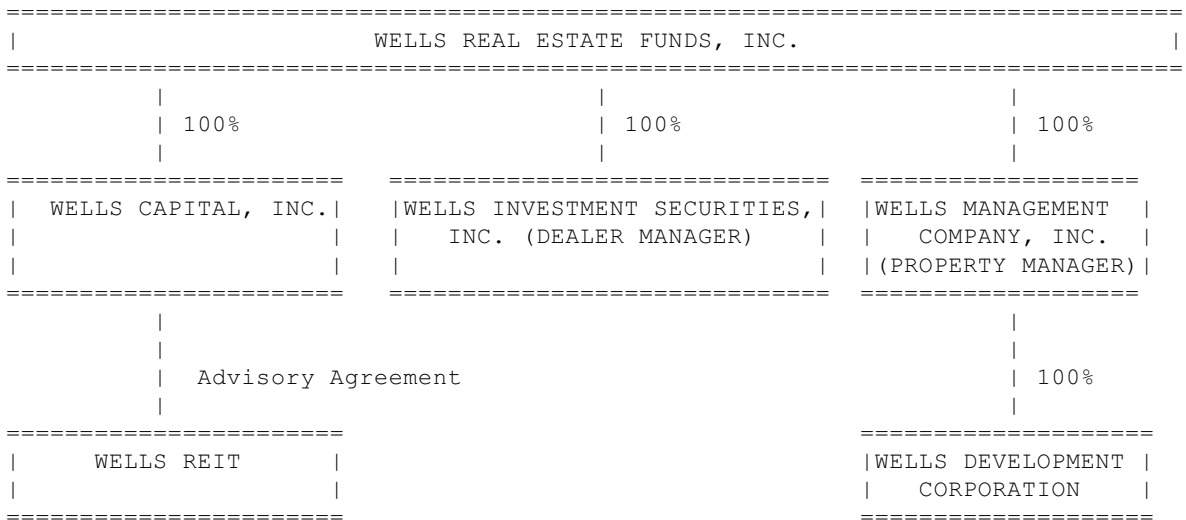 WELLS REAL ESTATE FUNDS, INC.
100% 100% 100%
WELLS CAPITAL, INC. WELLS INVESTMENT SECURITIES, WELLS MANAGEMENT
INC. (DEALER MANAGER) COMPANY, INC.
(PROPERTY MANAGER)
Advisory Agreement 100%
WELLS REIT WELLS DEVELOPMENT
CORPORATION